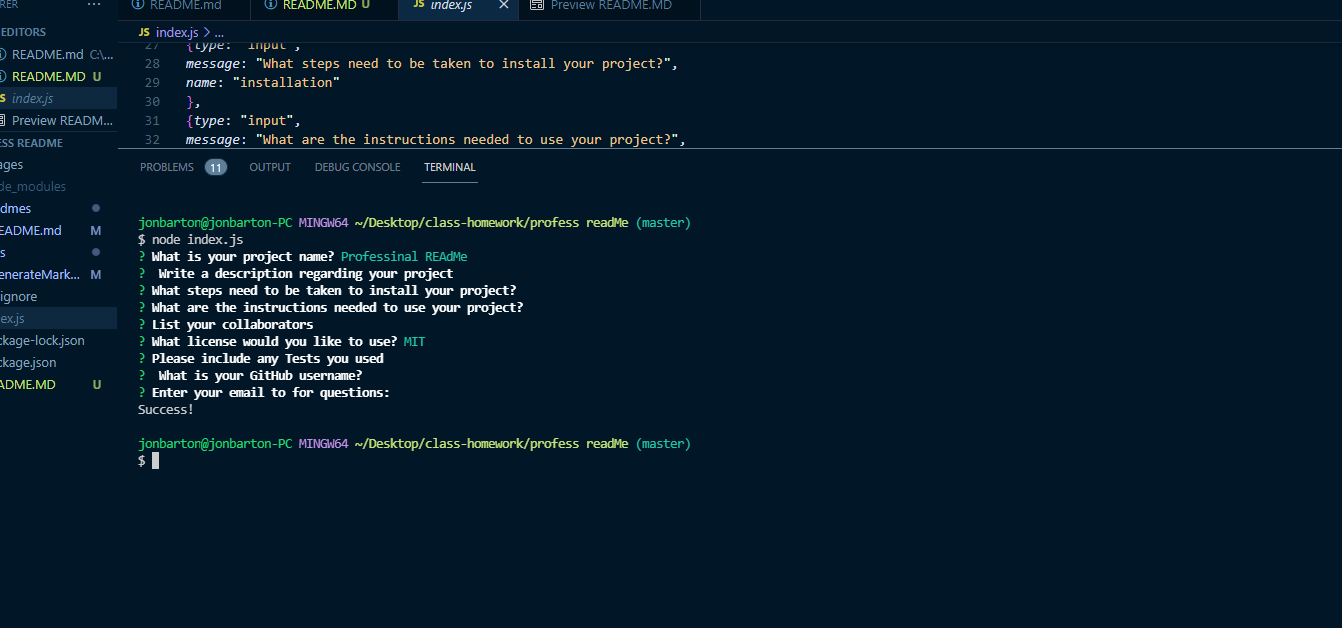 RER ...
README.md
README.MD U
JS index.js
Preview README.MD
EDITORS
README.md C:\...
README.MD U
S index.js
Preview READM...
ESS README
ages
de_modules
dmes
EADME.md M
s
enerateMark... M
ignore
ex.js
ckage-lock.json
ckage.json
ADME.MD U
JS index.js > ...
27 {type: "input",
28 message: "What steps need to be taken to install your project?",
29 name: "installation"
30 },
31 {type: "input",
32 message: "What are the instructions needed to use your project?",
PROBLEMS 11 OUTPUT DEBUG CONSOLE TERMINAL
jonbarton@jonbarton-PC MINGW64 ~/Desktop/class-homework/profess readMe (master)
$ node index.js
? What is your project name? Professinal REAdMe
? Write a description regarding your project
? What steps need to be taken to install your project?
? What are the instructions needed to use your project?
? List your collaborators
? What license would you like to use? MIT
? Please include any Tests you used
? What is your GitHub username?
? Enter your email to for questions:
Success!
jonbarton@jonbarton-PC MINGW64 ~/Desktop/class-homework/profess readMe (master)
$